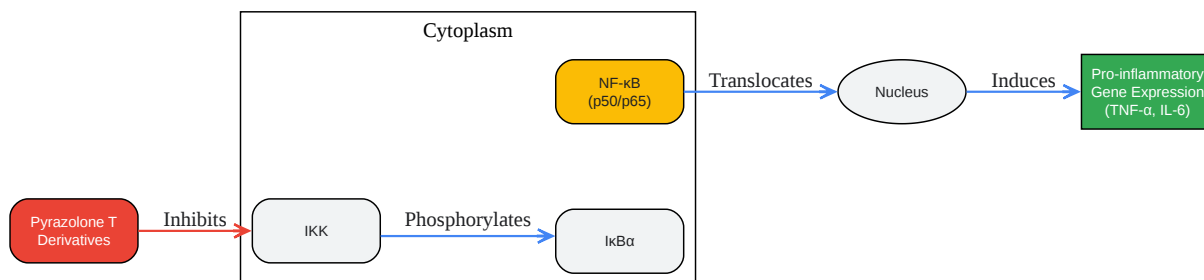 Cytoplasm
NF-κB
(p50/p65)
Translocates
Nucleus
Induces
Pro-inflammatory
Gene Expression
(TNF-α, IL-6)
Pyrazolone T
Derivatives
Inhibits
IKK
Phosphorylates
IκBα